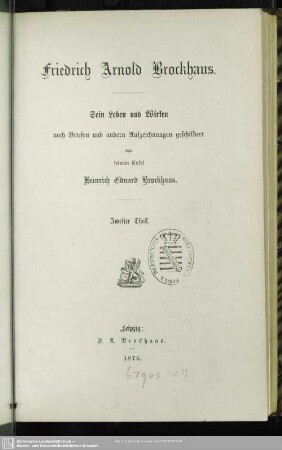 Friedrich Arnold Brockhaus.
Sein Leben und Wirken
nach Briefen und andern Aufzeichnungen geschildert
von
seinem Enkel
Heinrich Eduard Brockhaus.
Zweiter Theil.
Leipzig:
F. A. Brockhaus.
1876.